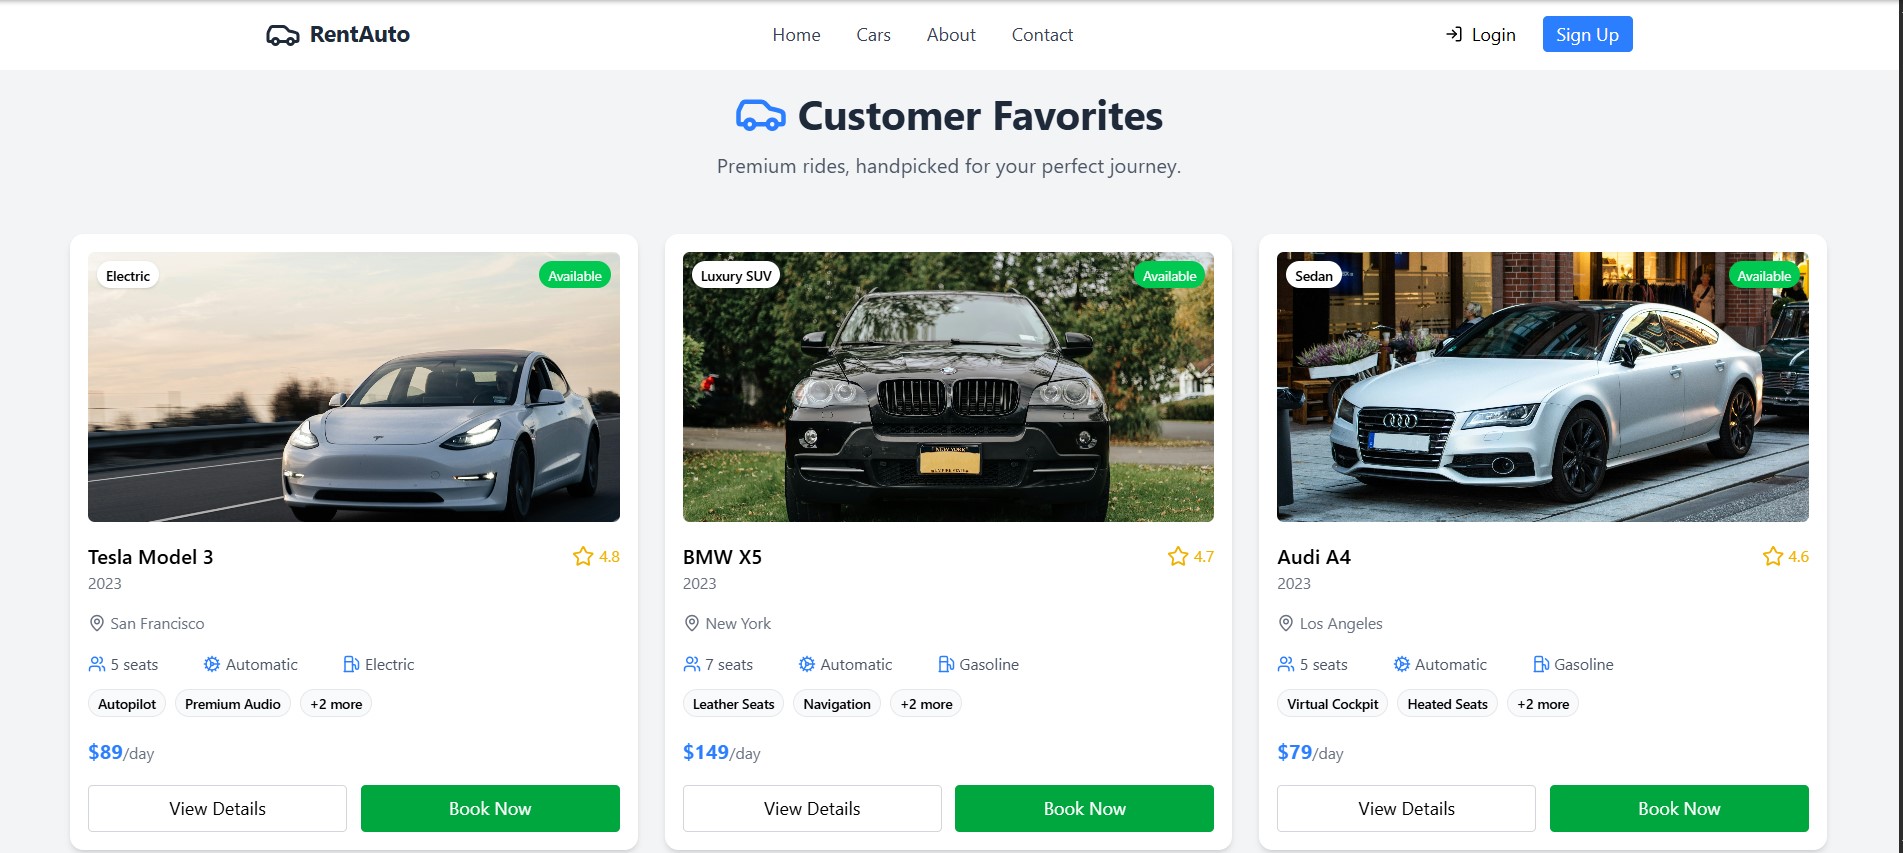 RentAuto
Home Cars About Contact
Login Sign Up
Customer Favorites
Premium rides, handpicked for your perfect journey.
Electric Available
Tesla Model 3 4.8
2023
San Francisco
5 seats Automatic Electric
Autopilot Premium Audio +2 more
$89/day
View Details Book Now
Luxury SUV Available
NEW YORK
BMW X5 4.7
2023
New York
7 seats Automatic Gasoline
Leather Seats Navigation +2 more
$149/day
View Details Book Now
Sedan Available
Audi A4 4.6
2023
Los Angeles
5 seats Automatic Gasoline
Virtual Cockpit Heated Seats +2 more
$79/day
View Details Book Now